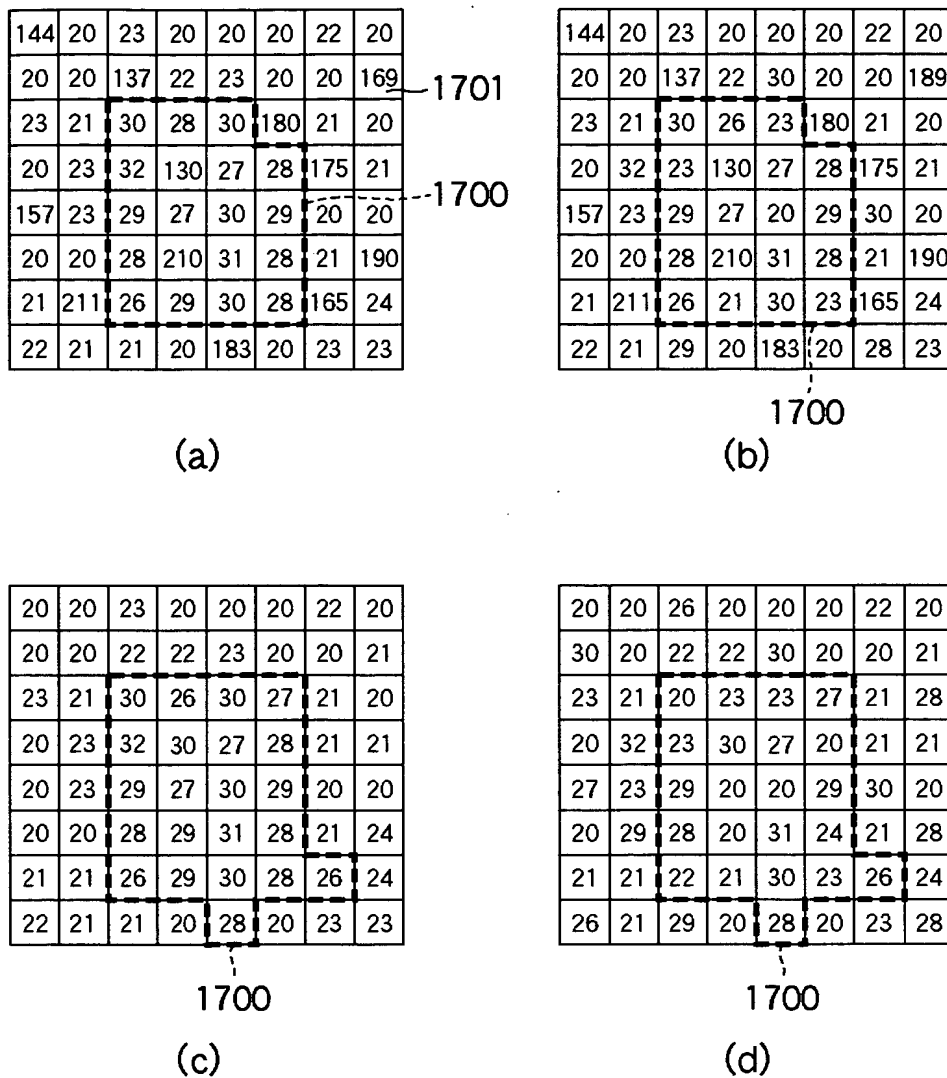 144 20 23 20 20 20 22 20
20 20 137 22 23 20 20 169
1701
23 21 30 28 30 180 21 20
20 23 32 130 27 28 175 21
1700
157 23 29 27 30 29 20 20
20 20 28 210 31 28 21 190
21 211 26 29 30 28 165 24
22 21 21 20 183 20 23 23
(a)
144 20 23 20 20 20 22 20
20 20 137 22 30 20 20 189
23 21 30 26 23 180 21 20
20 32 23 130 27 28 175 21
157 23 29 27 20 29 30 20
20 20 28 210 31 28 21 190
21 211 26 21 30 23 165 24
22 21 29 20 183 20 28 23
1700
(b)
20 20 23 20 20 20 22 20
20 20 22 22 23 20 20 21
23 21 30 26 30 27 21 20
20 23 32 30 27 28 21 21
20 23 29 27 30 29 20 20
20 20 28 29 31 28 21 24
21 21 26 29 30 28 26 24
22 21 21 20 28 20 23 23
1700
(c)
20 20 26 20 20 20 22 20
30 20 22 22 30 20 20 21
23 21 20 23 23 27 21 28
20 32 23 30 27 20 21 21
27 23 29 20 20 29 30 20
20 29 28 20 31 24 21 28
21 21 22 21 30 23 26 24
26 21 29 20 28 20 23 28
1700
(d)